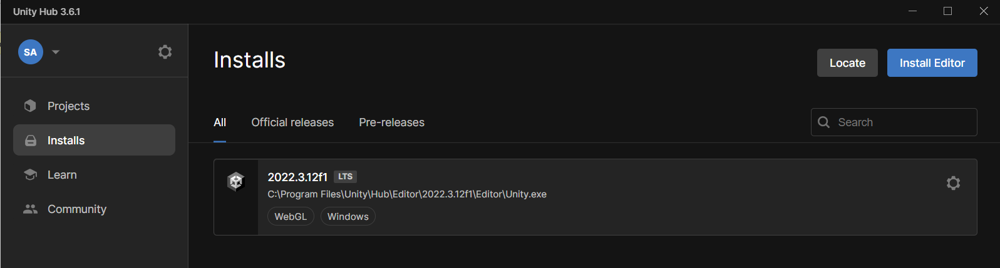 Unity Hub 3.6.1
SA
Projects
Installs
Learn
Community
Installs
Locate
Install Editor
All
Official releases
Pre-releases
Search
2022.3.12f1 LTS
C:\Program Files\Unity\Hub\Editor\2022.3.12f1\Editor\Unity.exe
WebGL
Windows